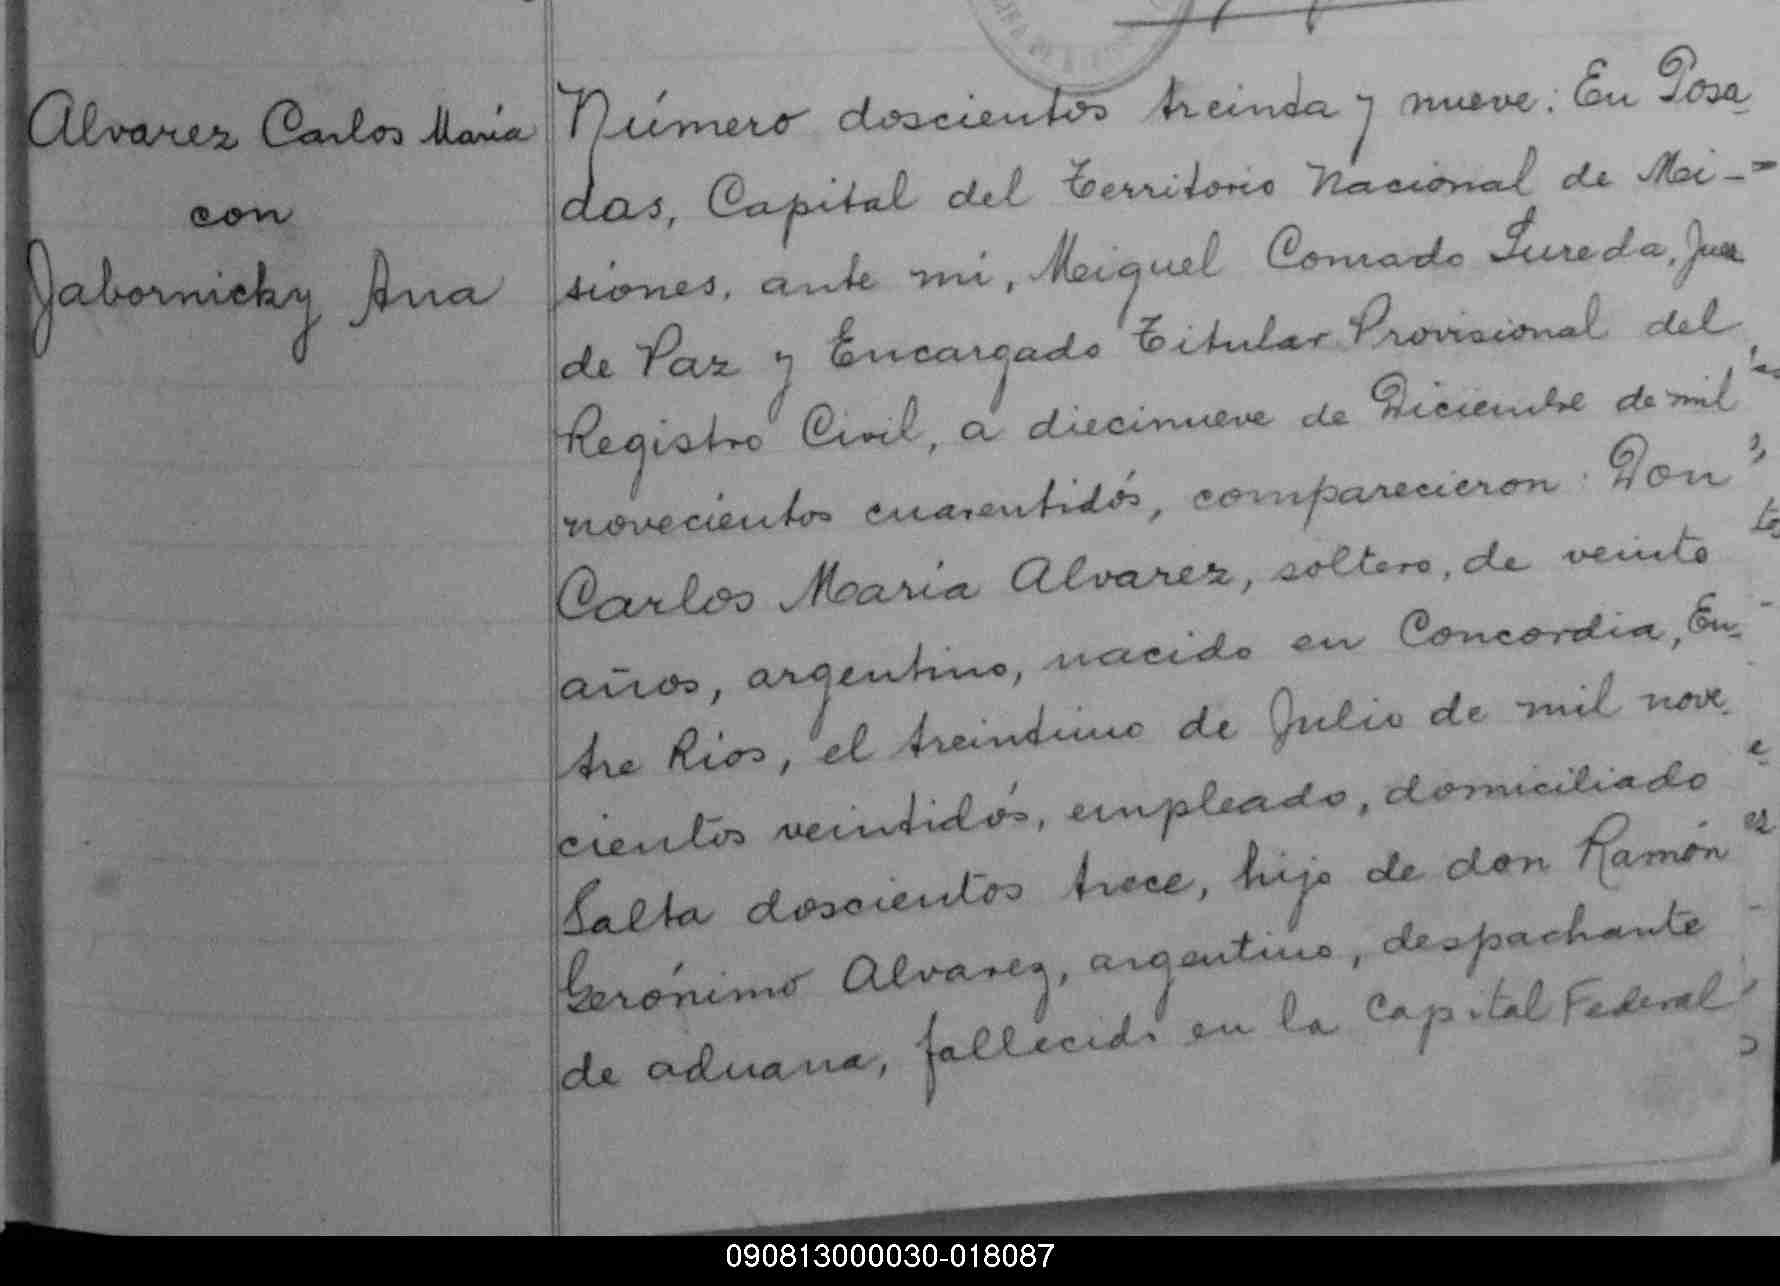 Alvarez Carlos María
con
Jabornicky Ana
Número doscientos treinta y nueve: En Posa-
das, Capital del Territorio Nacional de Mi-
siones, ante mi, Miguel Conrado Tureda, Juez
de Paz y Encargado Titular Provisional del
Registro Civil, a diecinueve de Diciembre de mil
novecientos cuarentidós, comparecieron: Don
Carlos María Alvarez, soltero, de veinte
años, argentino, nacido en Concordia, En-
tre Rios, el treintiuno de Julio de mil nove-
cientos veintidós, empleado, domiciliado
Salta doscientos trece, hijo de don Ramón
Gerónimo Alvarez, argentino, despachante
de aduana, fallecido en la Capital Federal
090813000030-018087